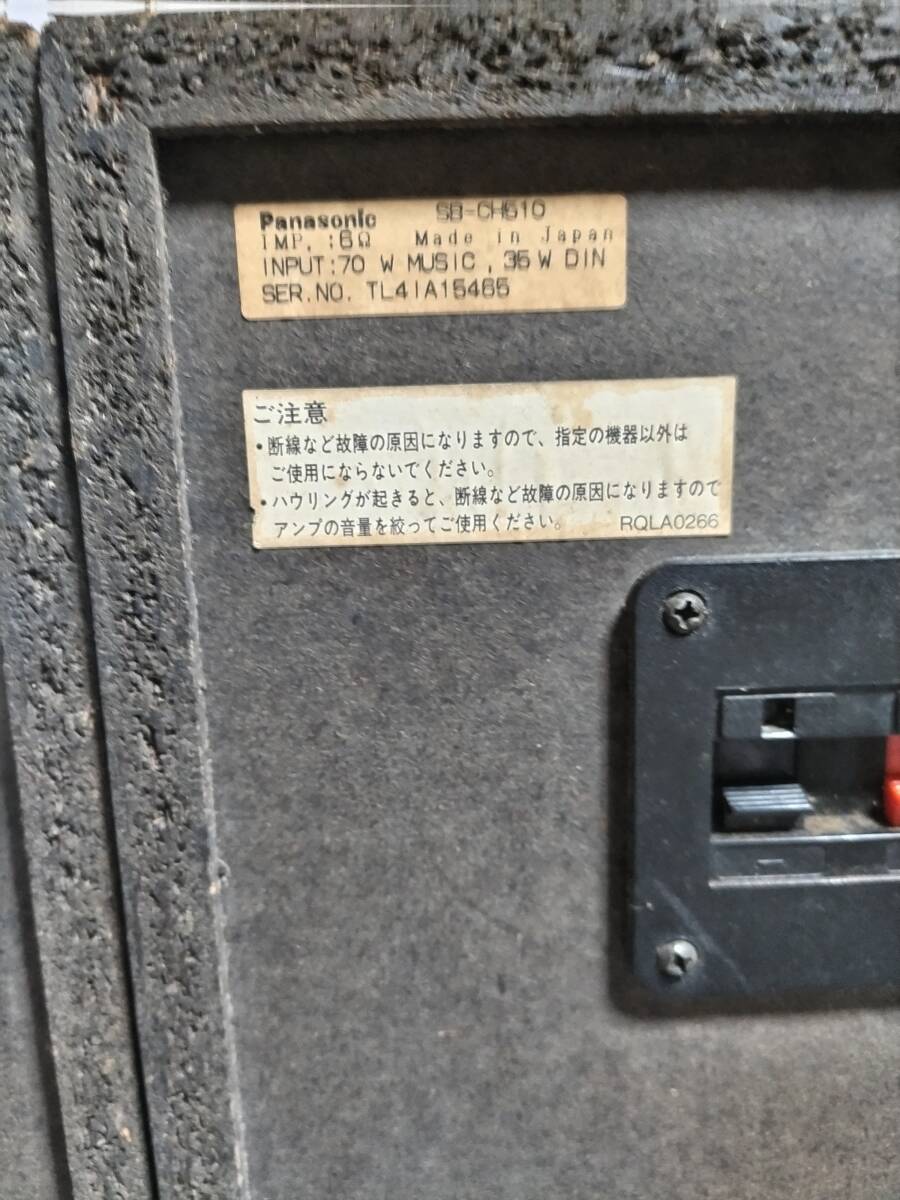 Panasonic SB-CH510
IMP. :6Ω Made in Japan
INPUT:70 W MUSIC , 35 W DIN
SER.NO. TL4IA15465
ご注意
・断線など故障の原因になりますので、指定の機器以外は
ご使用にならないでください。
・ハウリングが起きると、断線など故障の原因になりますので
アンプの音量を絞ってご使用ください。 RQLA0266